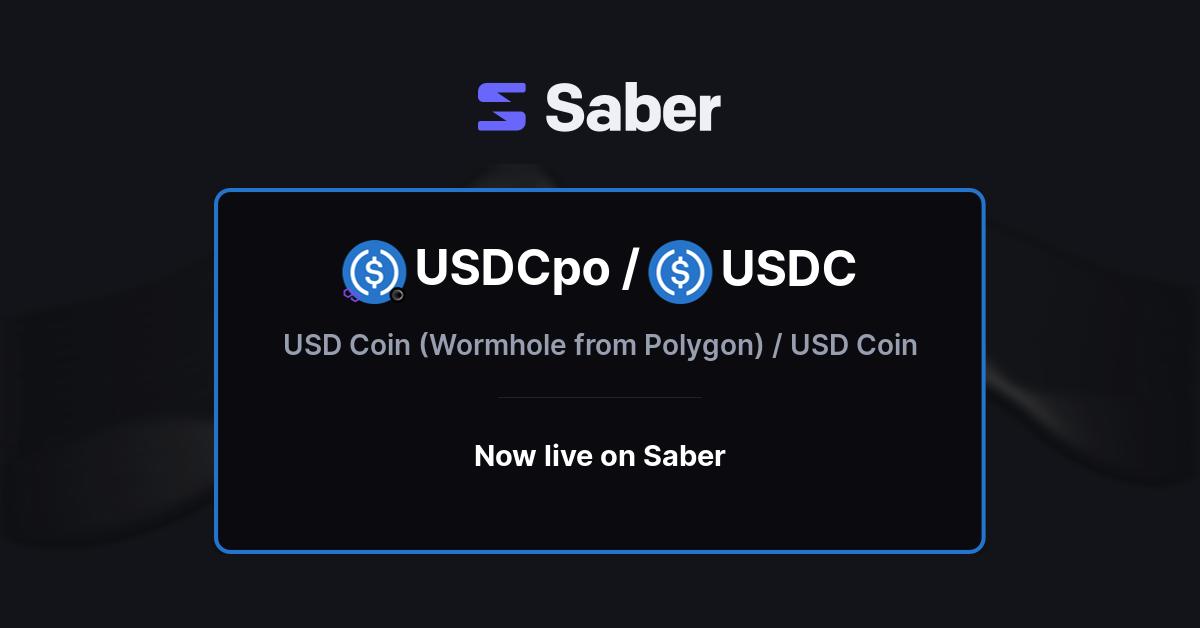 Saber
USDCpo / USDC
USD Coin (Wormhole from Polygon) / USD Coin
Now live on Saber